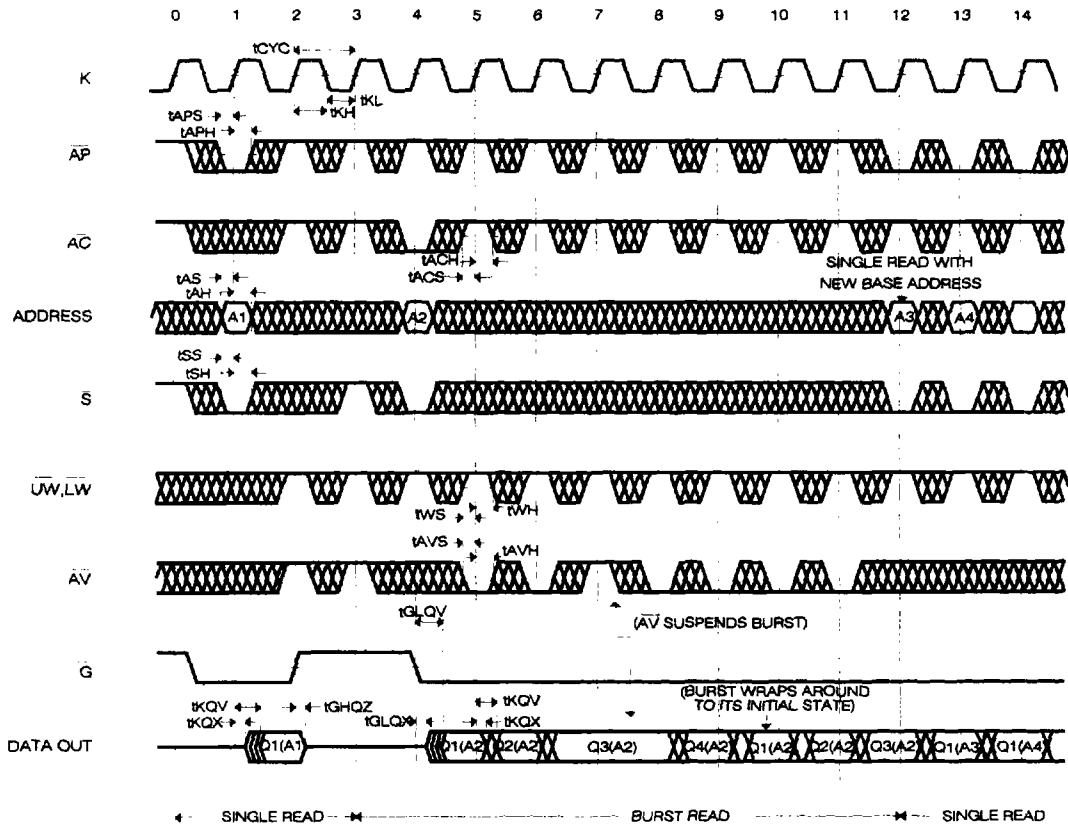 0 1 2 3 4 5 6 7 8 9 10 11 12 13 14
tCYC
K
tKL
tKH
tAPS
tAPH
AP
AC
tACH
tACS
SINGLE READ WITH
NEW BASE ADDRESS
tAS
tAH
ADDRESS
A1 A2 A3 A4
tSS
tSH
S
UW,LW
tWS
tWH
tAVS
tAVH
AV
tGLQV
(AV SUSPENDS BURST)
G
tKQV
tKQX
tGHQZ
tGLQX
tKQV
tKQX
(BURST WRAPS AROUND
TO ITS INITIAL STATE)
DATA OUT
Q1(A1 Q1(A2 Q2(A2) Q3(A2) Q4(A2) Q1(A2 Q2(A2 Q3(A2) Q1(A3) Q1(A4)
SINGLE READ BURST READ SINGLE READ